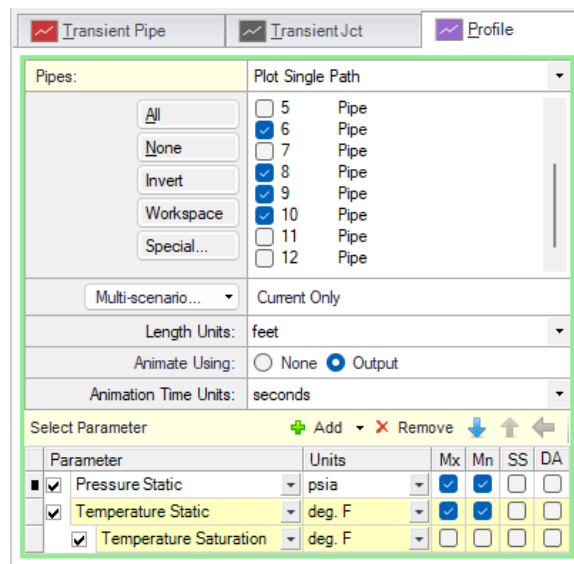 Transient Pipe Transient Jct Profile
Pipes: Plot Single Path
All
None
Invert
Workspace
Special...
5 Pipe
6 Pipe
7 Pipe
8 Pipe
9 Pipe
10 Pipe
11 Pipe
12 Pipe
Multi-scenario... Current Only
Length Units: feet
Animate Using: None Output
Animation Time Units: seconds
Select Parameter Add Remove
Parameter Units Mx Mn SS DA
Pressure Static psia
Temperature Static deg. F
Temperature Saturation deg. F